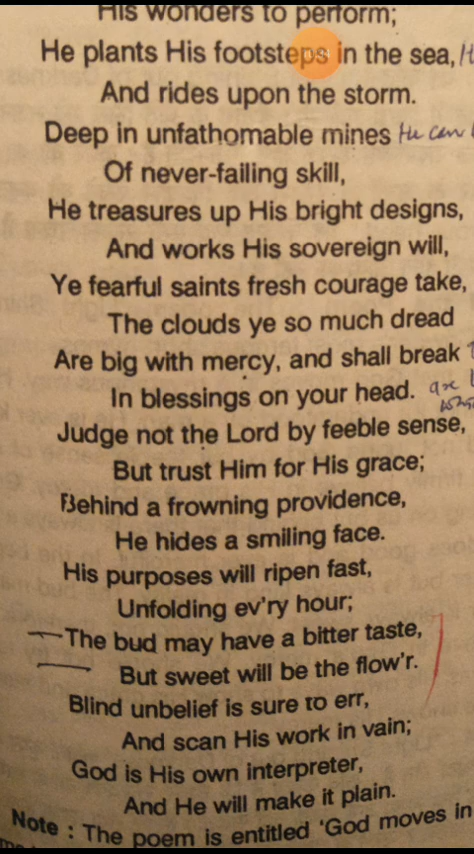 His wonders to perform;
He plants His footsteps in the sea,
And rides upon the storm.
Deep in unfathomable mines He can
Of never-failing skill,
He treasures up His bright designs,
And works His sovereign will,
Ye fearful saints fresh courage take,
The clouds ye so much dread
Are big with mercy, and shall break
In blessings on your head.
Judge not the Lord by feeble sense,
But trust Him for His grace;
Behind a frowning providence,
He hides a smiling face.
His purposes will ripen fast,
Unfolding ev'ry hour;
The bud may have a bitter taste,
But sweet will be the flow'r.
Blind unbelief is sure to err,
And scan His work in vain;
God is His own interpreter,
And He will make it plain.
Note : The poem is entitled 'God moves in